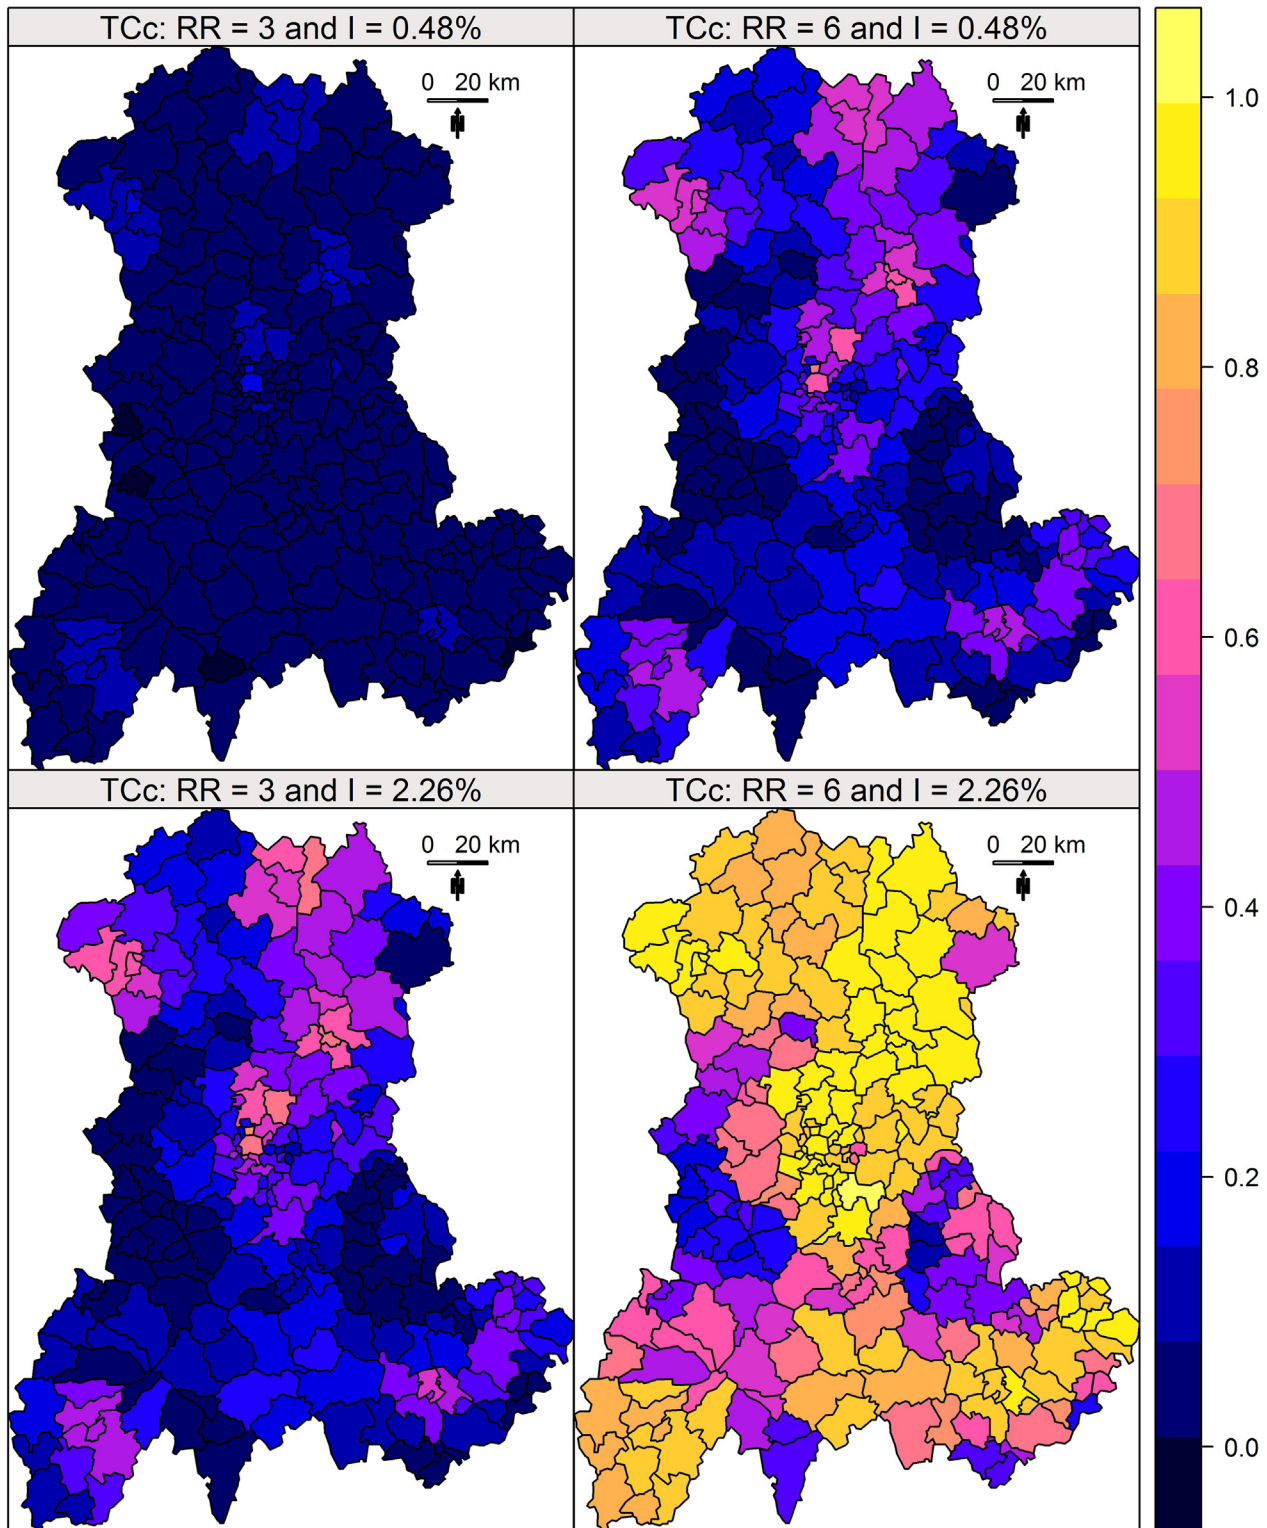 TCc: RR = 3 and I = 0.48%
TCc: RR = 6 and I = 0.48%
0 20 km
N
0 20 km
N
1.0
0.8
0.6
0.4
0.2
0.0
TCc: RR = 3 and I = 2.26%
TCc: RR = 6 and I = 2.26%
0 20 km
N
0 20 km
N